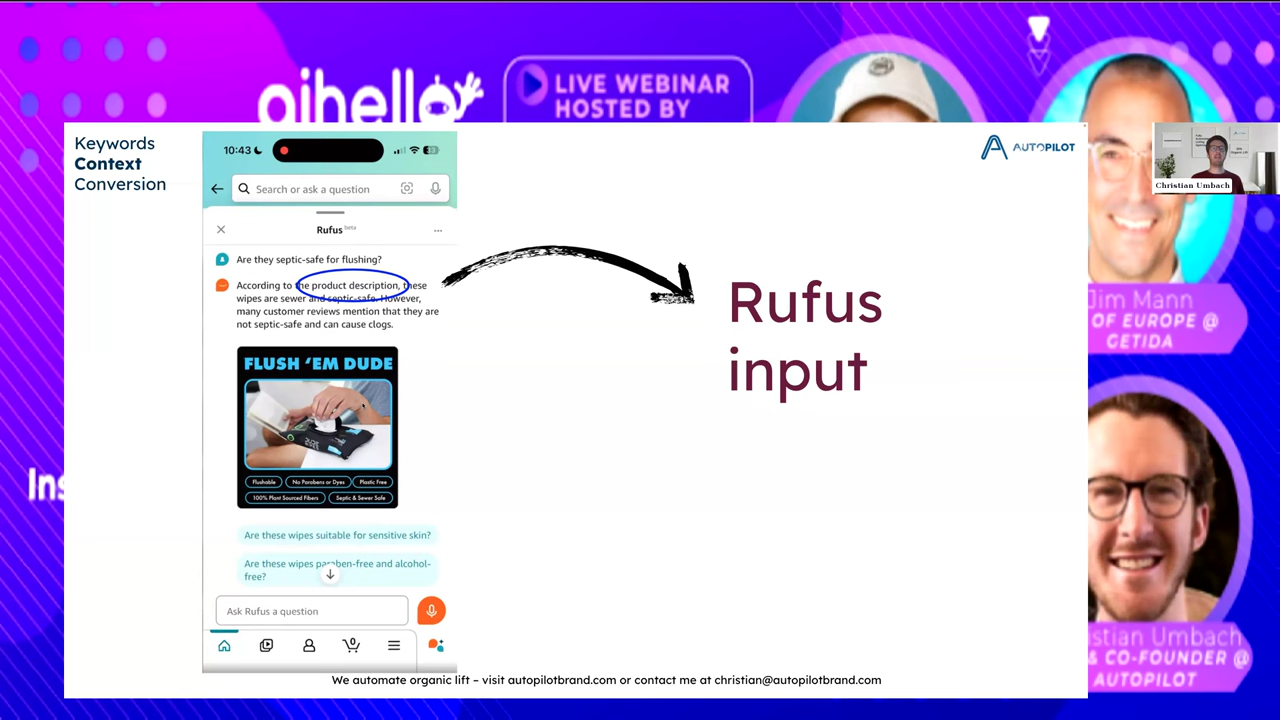 aihello
LIVE WEBINAR
HOSTED BY
Keywords
Context
Conversion
10:43
Search or ask a question
Rufus beta
Are they septic-safe for flushing?
According to the product description, these
wipes are sewer and septic-safe. However,
many customer reviews mention that they are
not septic-safe and can cause clogs.
FLUSH 'EM DUDE
Flushable
No Parabens or Dyes
Plastic Free
100% Plant Sourced Fibers
Septic & Sewer Safe
Are these wipes suitable for sensitive skin?
Are these wipes paraben-free and alcohol-
free?
Ask Rufus a question
0
Rufus
input
AUTOPILOT
Christian Umbach
Jim Mann
OF EUROPE @
GETIDA
Ins
stian Umbach
& CO-FOUNDER @
AUTOPILOT
We automate organic lift – visit autopilotbrand.com or contact me at christian@autopilotbrand.com